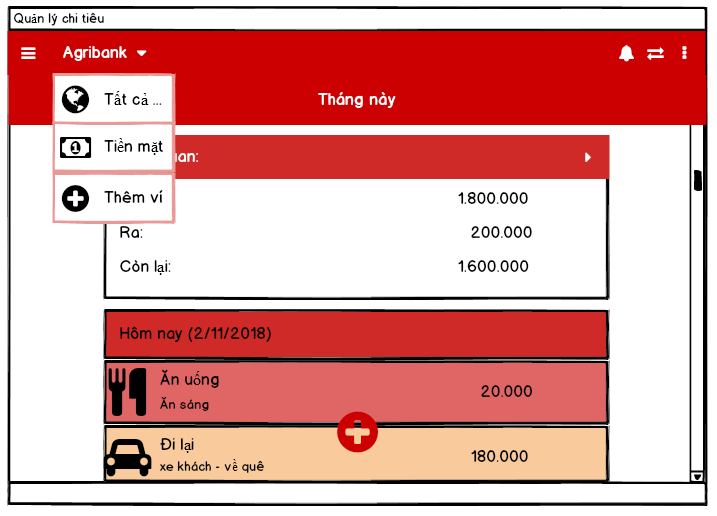 Quản lý chi tiêu
Agribank
Tất cả ...
Tháng này
Tiền mặt
uan:
Thêm ví
1.800.000
Ra: 200.000
Còn lại: 1.600.000
Hôm nay (2/11/2018)
Ăn uống
20.000
Ăn sáng
Đi lại
180.000
xe khách - về quê